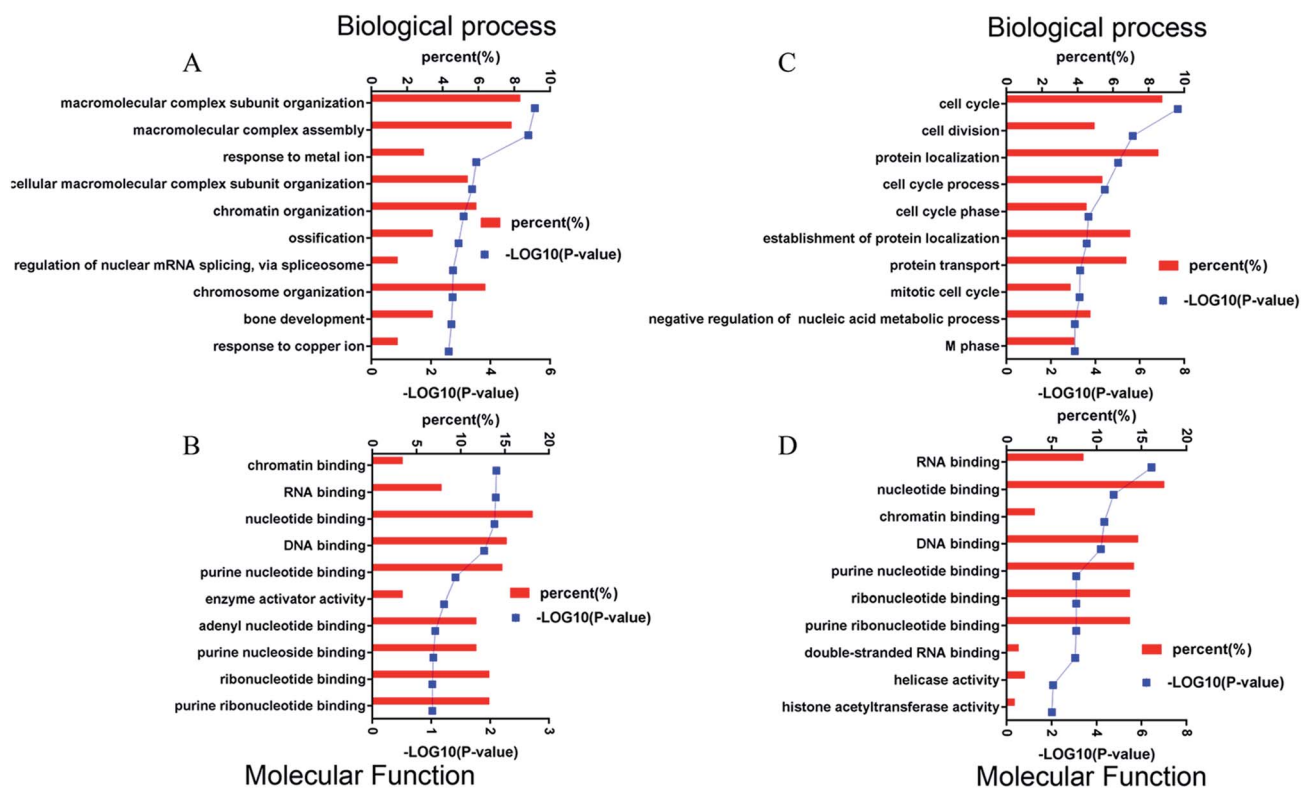 Biological process
A
percent(%)
0 2 4 6 8 10
macromolecular complex subunit organization
macromolecular complex assembly
response to metal ion
cellular macromolecular complex subunit organization
chromatin organization
ossification
regulation of nuclear mRNA splicing, via spliceosome
chromosome organization
bone development
response to copper ion
percent(%)
-LOG10(P-value)
0 2 4 6
-LOG10(P-value)
B
percent(%)
0 5 10 15 20
chromatin binding
RNA binding
nucleotide binding
DNA binding
purine nucleotide binding
enzyme activator activity
adenyl nucleotide binding
purine nucleoside binding
ribonucleotide binding
purine ribonucleotide binding
percent(%)
-LOG10(P-value)
0 1 2 3
-LOG10(P-value)
Molecular Function
Biological process
C
percent(%)
0 2 4 6 8 10
cell cycle
cell division
protein localization
cell cycle process
cell cycle phase
establishment of protein localization
protein transport
mitotic cell cycle
negative regulation of nucleic acid metabolic process
M phase
percent(%)
-LOG10(P-value)
0 2 4 6 8
-LOG10(P-value)
D
percent(%)
0 5 10 15 20
RNA binding
nucleotide binding
chromatin binding
DNA binding
purine nucleotide binding
ribonucleotide binding
purine ribonucleotide binding
double-stranded RNA binding
helicase activity
histone acetyltransferase activity
percent(%)
-LOG10(P-value)
0 2 4 6 8
-LOG10(P-value)
Molecular Function